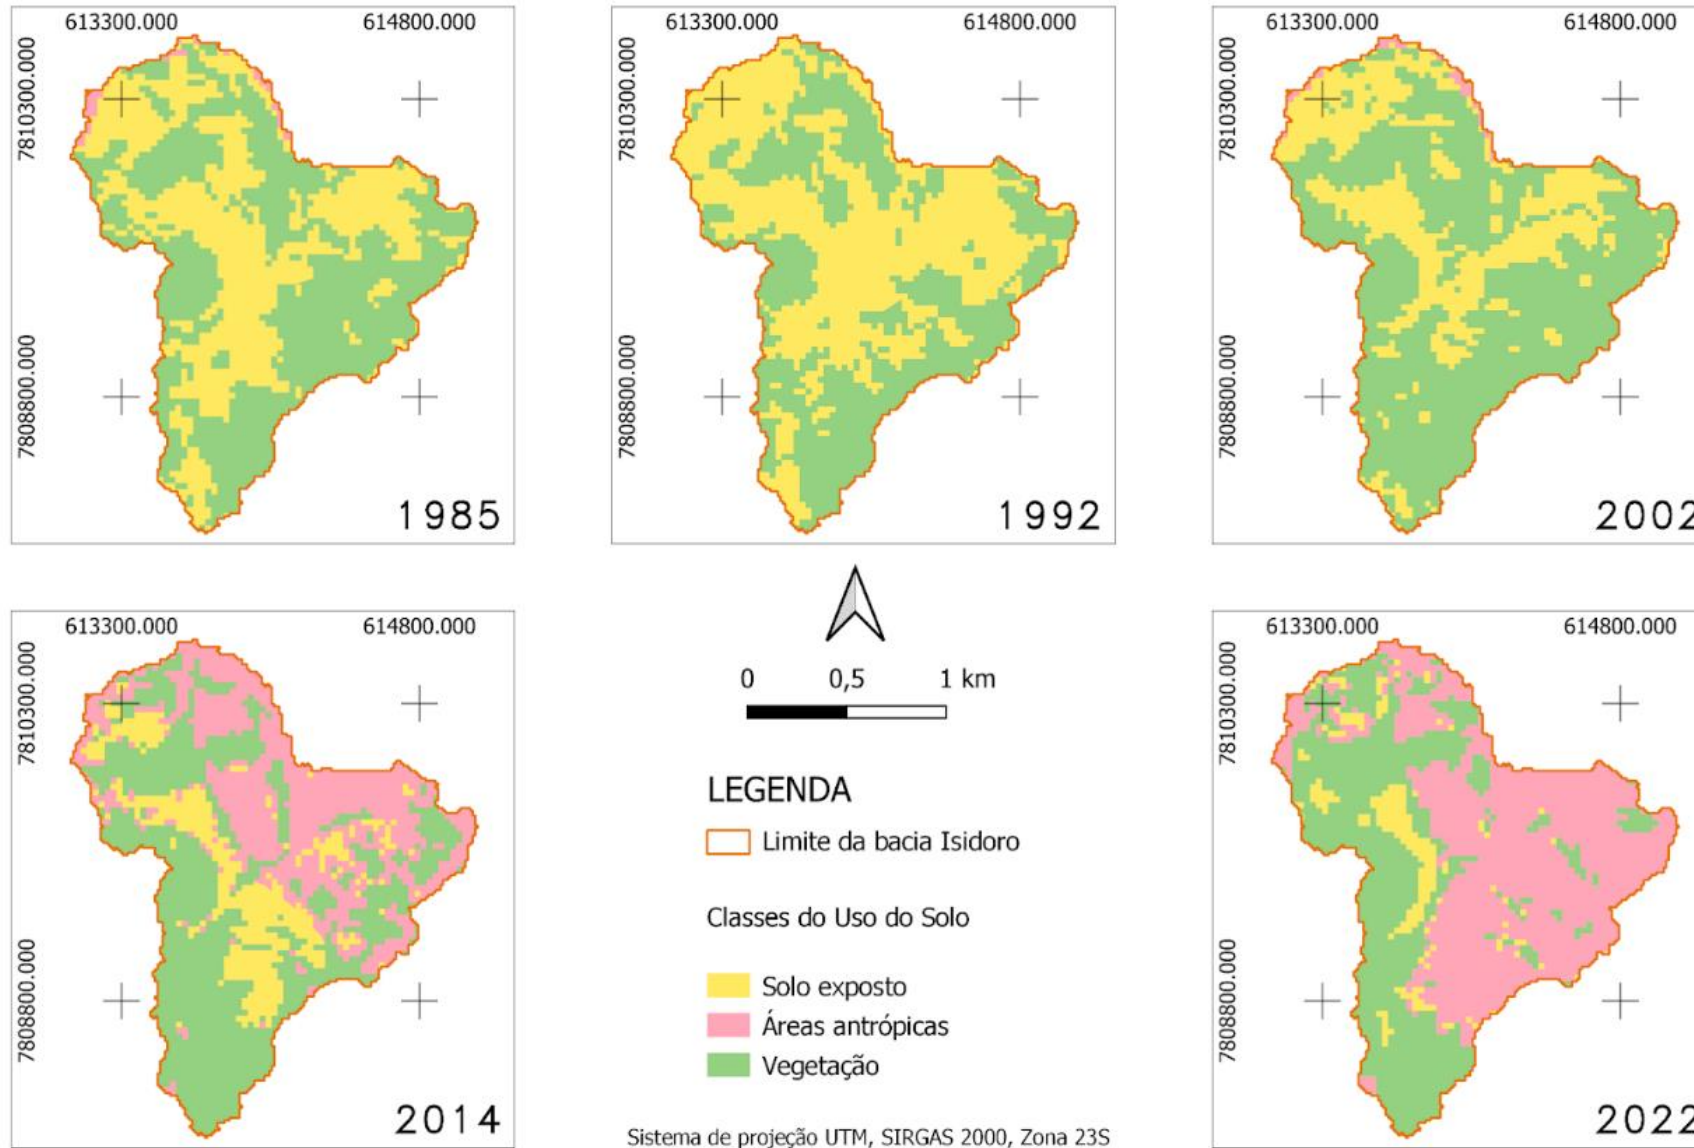 613300.000 614800.000
7810300.000
7808800.000
1985
613300.000 614800.000
7810300.000
7808800.000
1992
613300.000 614800.000
7810300.000
7808800.000
2002
613300.000 614800.000
7810300.000
7808800.000
2014
0 0,5 1 km
LEGENDA
Limite da bacia Isidoro
Classes do Uso do Solo
Solo exposto
Áreas antrópicas
Vegetação
Sistema de projeção UTM, SIRGAS 2000, Zona 23S
613300.000 614800.000
7810300.000
7808800.000
2022